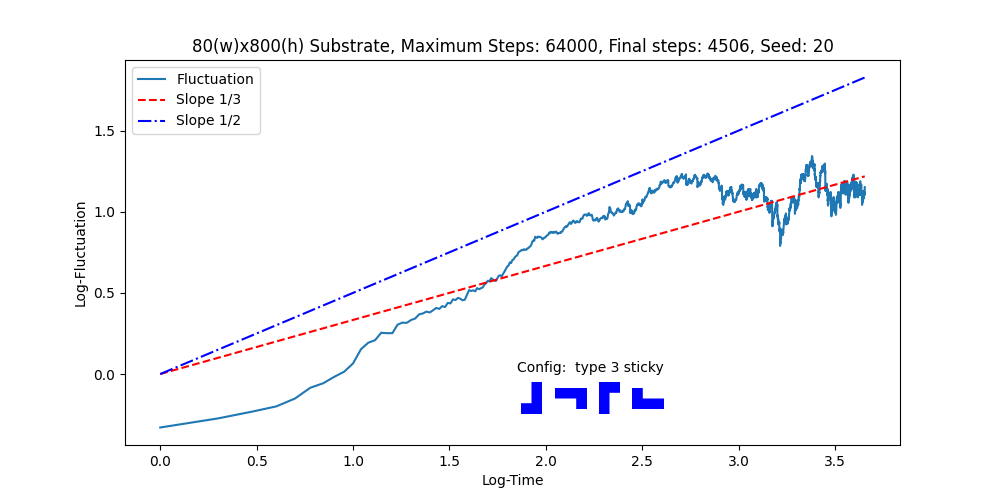 80(w)x800(h) Substrate, Maximum Steps: 64000, Final steps: 4506, Seed: 20
Fluctuation
Slope 1/3
Slope 1/2
1.5
1.0
0.5
0.0
Log-Fluctuation
Config:  type 3 sticky
0.0 0.5 1.0 1.5 2.0 2.5 3.0 3.5
Log-Time